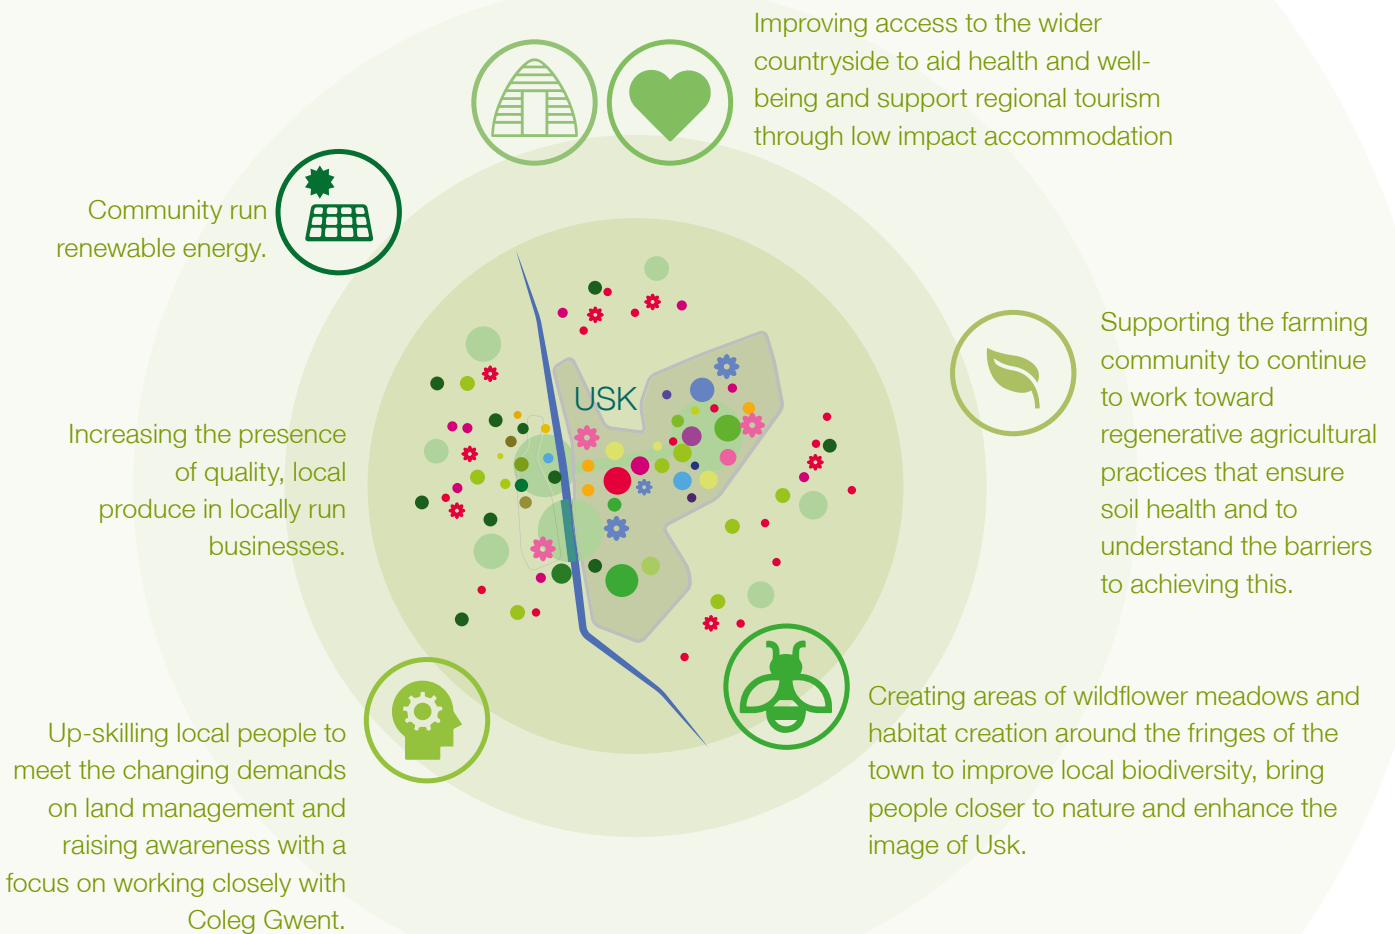 Improving access to the wider
countryside to aid health and well-
being and support regional tourism
through low impact accommodation
Community run
renewable energy.
USK
Supporting the farming
community to continue
to work toward
regenerative agricultural
practices that ensure
soil health and to
understand the barriers
to achieving this.
Increasing the presence
of quality, local
produce in locally run
businesses.
Creating areas of wildflower meadows and
habitat creation around the fringes of the
town to improve local biodiversity, bring
people closer to nature and enhance the
image of Usk.
Up-skilling local people to
meet the changing demands
on land management and
raising awareness with a
focus on working closely with
Coleg Gwent.